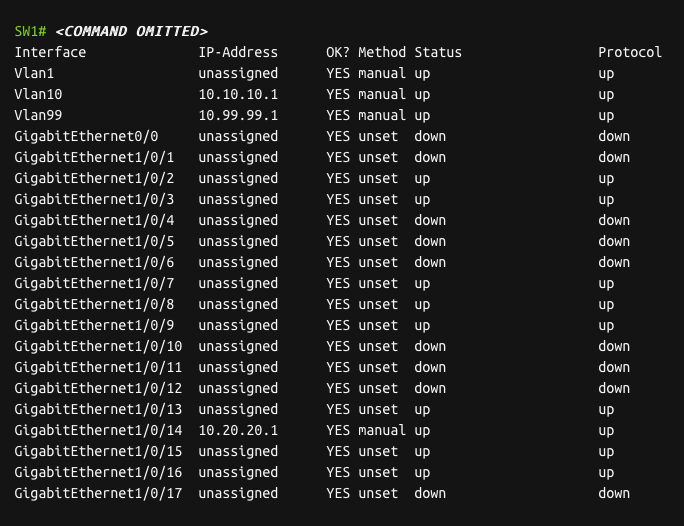 SW1# <COMMAND OMITTED>
Interface              IP-Address      OK? Method Status                 Protocol
Vlan1                  unassigned      YES manual up                     up
Vlan10                 10.10.10.1      YES manual up                     up
Vlan99                 10.99.99.1      YES manual up                     up
GigabitEthernet0/0     unassigned      YES unset  down                   down
GigabitEthernet1/0/1   unassigned      YES unset  down                   down
GigabitEthernet1/0/2   unassigned      YES unset  up                     up
GigabitEthernet1/0/3   unassigned      YES unset  up                     up
GigabitEthernet1/0/4   unassigned      YES unset  down                   down
GigabitEthernet1/0/5   unassigned      YES unset  down                   down
GigabitEthernet1/0/6   unassigned      YES unset  down                   down
GigabitEthernet1/0/7   unassigned      YES unset  up                     up
GigabitEthernet1/0/8   unassigned      YES unset  up                     up
GigabitEthernet1/0/9   unassigned      YES unset  up                     up
GigabitEthernet1/0/10  unassigned      YES unset  down                   down
GigabitEthernet1/0/11  unassigned      YES unset  down                   down
GigabitEthernet1/0/12  unassigned      YES unset  down                   down
GigabitEthernet1/0/13  unassigned      YES unset  up                     up
GigabitEthernet1/0/14  10.20.20.1      YES manual up                     up
GigabitEthernet1/0/15  unassigned      YES unset  up                     up
GigabitEthernet1/0/16  unassigned      YES unset  up                     up
GigabitEthernet1/0/17  unassigned      YES unset  down                   down